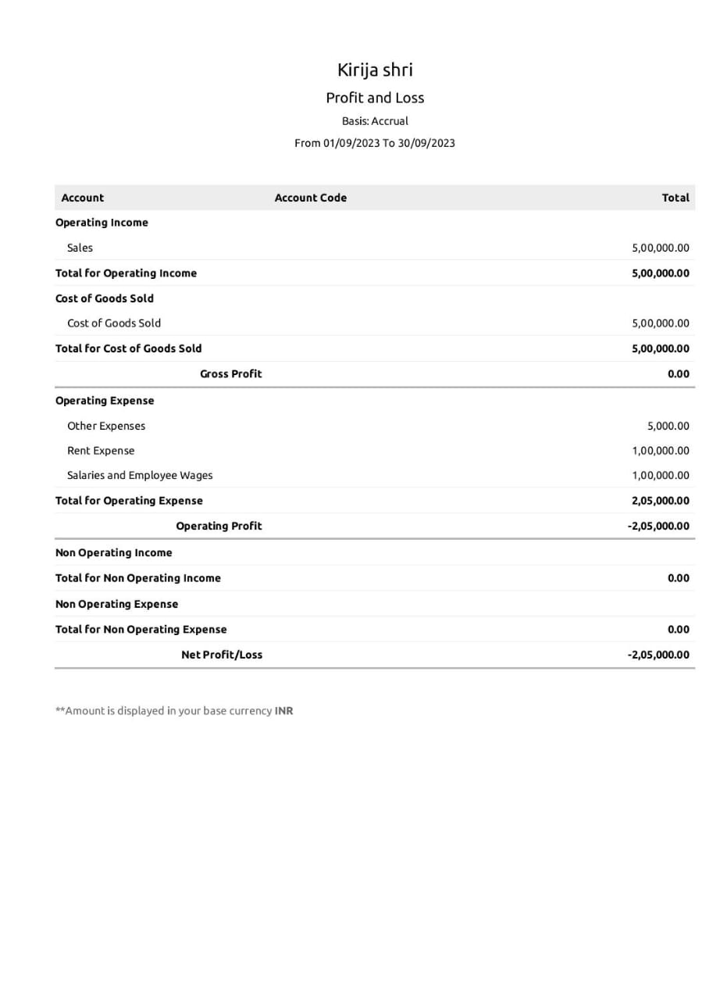 Kirija shri
Profit and Loss
Basis: Accrual
From 01/09/2023 To 30/09/2023
Account Account Code Total
Operating Income
Sales 5,00,000.00
Total for Operating Income 5,00,000.00
Cost of Goods Sold
Cost of Goods Sold 5,00,000.00
Total for Cost of Goods Sold 5,00,000.00
Gross Profit 0.00
Operating Expense
Other Expenses 5,000.00
Rent Expense 1,00,000.00
Salaries and Employee Wages 1,00,000.00
Total for Operating Expense 2,05,000.00
Operating Profit -2,05,000.00
Non Operating Income
Total for Non Operating Income 0.00
Non Operating Expense
Total for Non Operating Expense 0.00
Net Profit/Loss -2,05,000.00
**Amount is displayed in your base currency INR